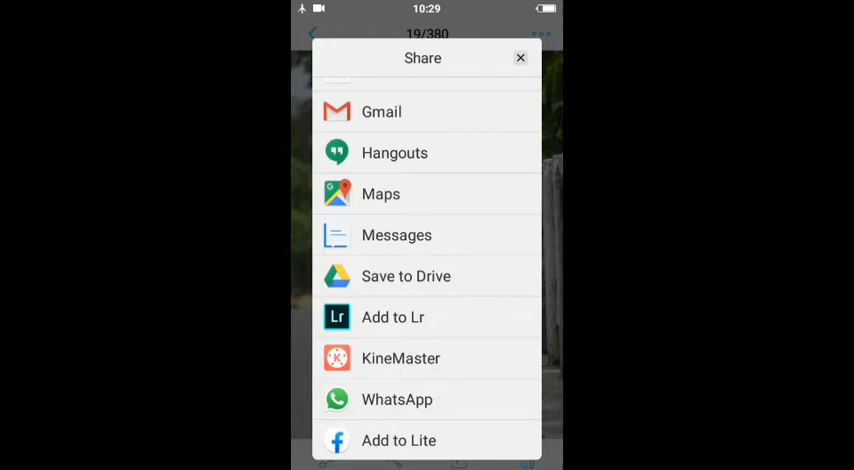 10:29
19/380
Share
Gmail
Hangouts
G
Maps
Messages
Save to Drive
Lr
Add to Lr
K
KineMaster
WhatsApp
f
Add to Lite